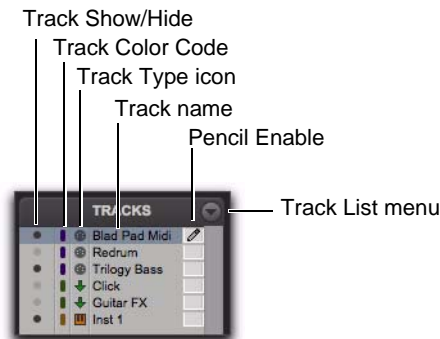 Track Show/Hide
Track Color Code
Track Type icon
Track name
Pencil Enable
Track List menu
TRACKS
Blad Pad Midi
Redrum
Trilogy Bass
Click
Guitar FX
Inst 1